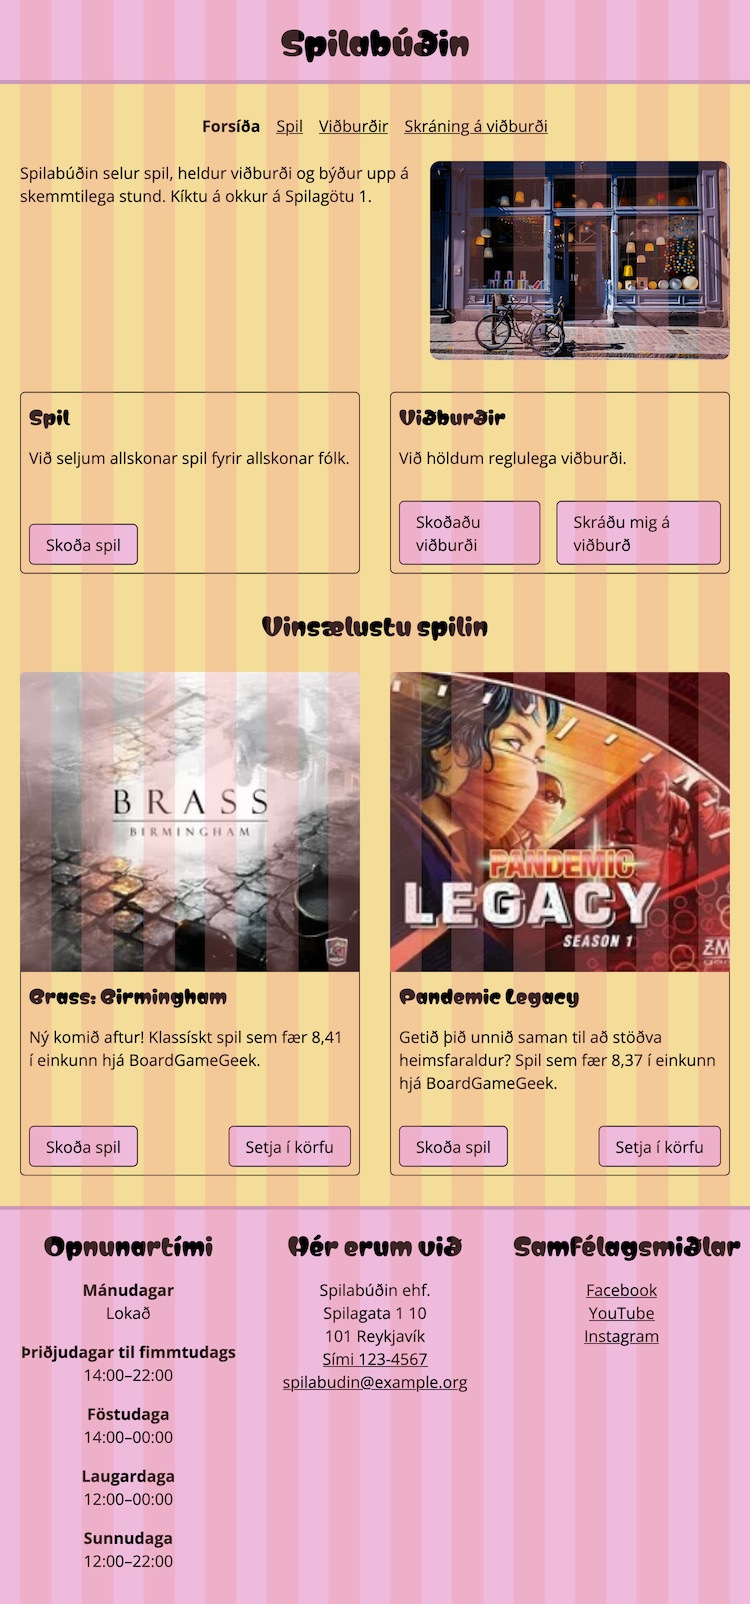 Spilabúðin
Forsíða Spil Viðburðir Skráning á viðburði
Spilabúðin selur spil, heldur viðburði og býður upp á
skemmtilega stund. Kíktu á okkur á Spilagötu 1.
Spil
Við seljum allskonar spil fyrir allskonar fólk.
Skoða spil
Viðburðir
Við höldum reglulega viðburði.
Skoðaðu
viðburði
Skráðu mig á
viðburð
Vinsælustu spilin
BRASS
BIRMINGHAM
Brass: Birmingham
Ný komið aftur! Klassískt spil sem fær 8,41
í einkunn hjá BoardGameGeek.
Skoða spil
Setja í körfu
PANDEMIC
LEGACY
SEASON 1
Z-M
Pandemic Legacy
Getið þið unnið saman til að stöðva
heimsfaraldur? Spil sem fær 8,37 í einkunn
hjá BoardGameGeek.
Skoða spil
Setja í körfu
Opnunartími
Mánudagar
Lokað
Þriðjudagar til fimmtudags
14:00–22:00
Föstudaga
14:00–00:00
Laugardaga
12:00–00:00
Sunnudaga
12:00–22:00
Hér erum við
Spilabúðin ehf.
Spilagata 1 10
101 Reykjavík
Sími 123-4567
spilabudin@example.org
Samfélagsmiðlar
Facebook
YouTube
Instagram